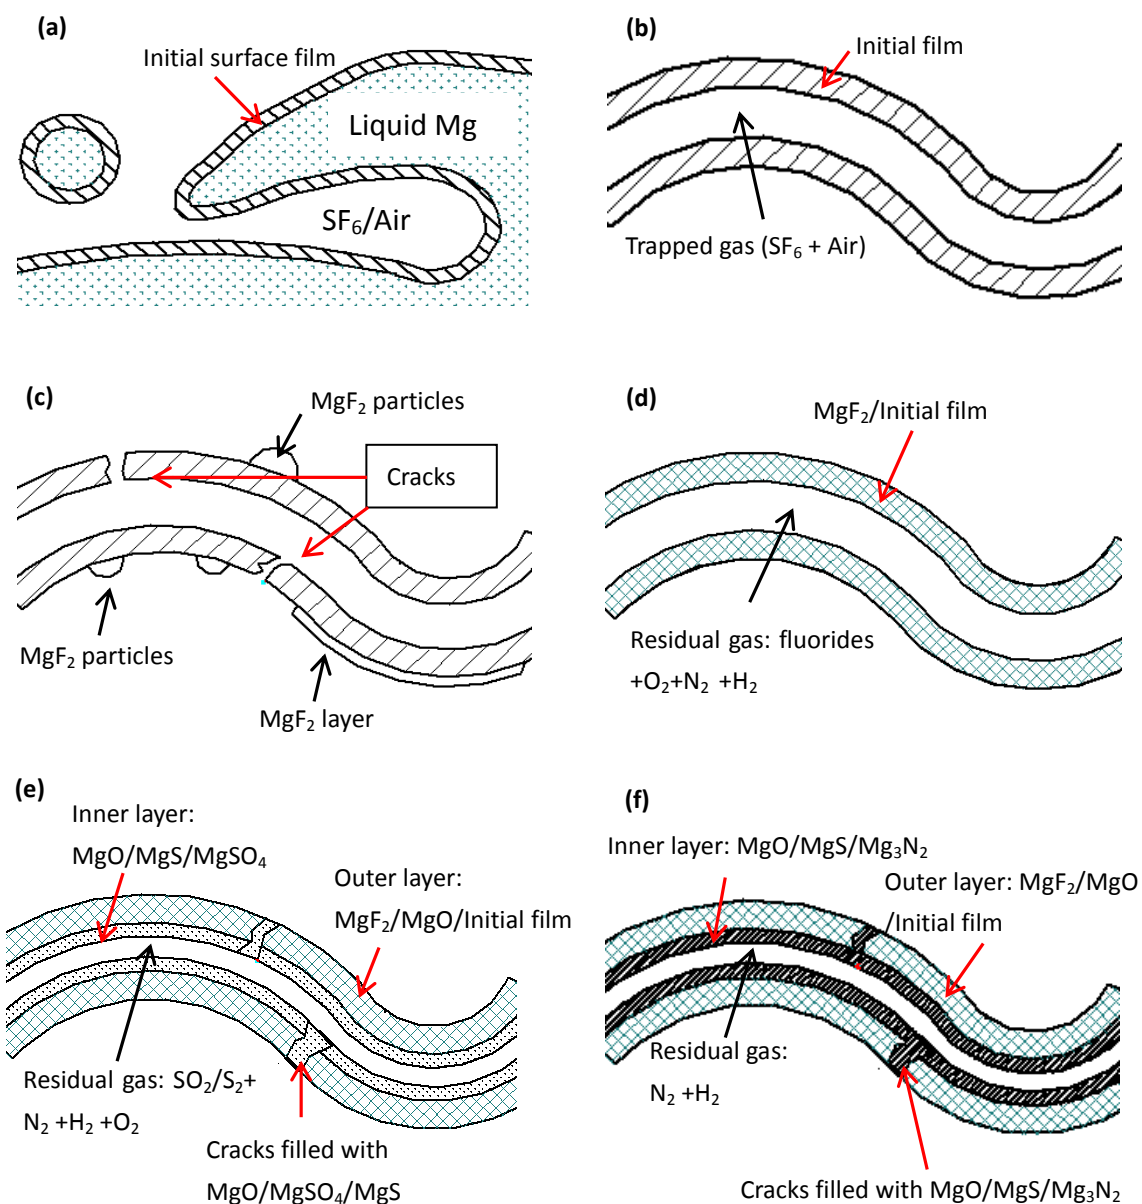 (a)
Initial surface film
Liquid Mg
SF₆/Air
(b)
Initial film
Trapped gas (SF₆ + Air)
(c)
MgF₂ particles
Cracks
MgF₂ particles
MgF₂ layer
(d)
MgF₂/Initial film
Residual gas: fluorides
+O₂+N₂ +H₂
(e)
Inner layer:
MgO/MgS/MgSO₄
Outer layer:
MgF₂/MgO/Initial film
Residual gas: SO₂/S₂+
N₂ +H₂ +O₂
Cracks filled with
MgO/MgSO₄/MgS
(f)
Inner layer: MgO/MgS/Mg₃N₂
Outer layer: MgF₂/MgO
/Initial film
Residual gas:
N₂ +H₂
Cracks filled with MgO/MgS/Mg₃N₂